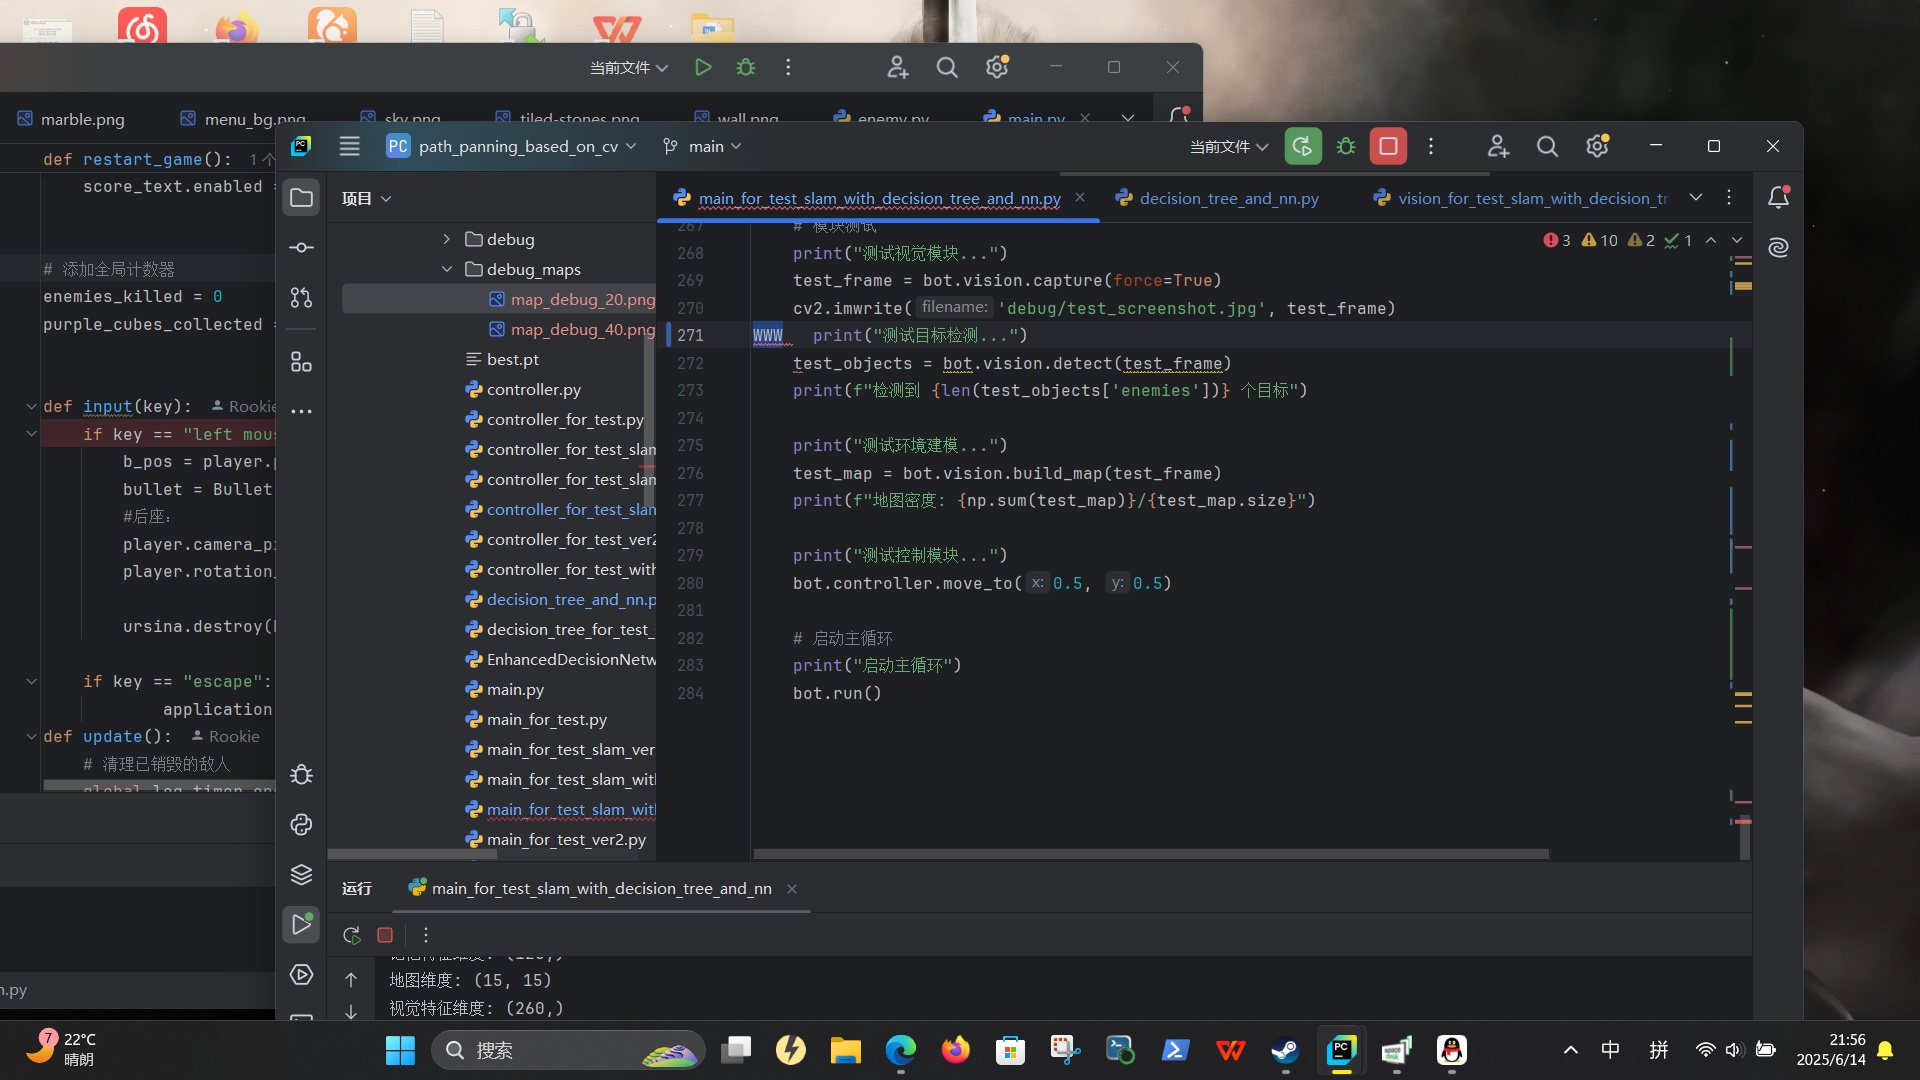 当前文件
marble.png
menu_bg.png
sky.png
tiled-stones.png
wall.png
enemy.py
main.py
def restart_game():
score_text.enabled =
# 添加全局计数器
enemies_killed = 0
purple_cubes_collected =
def input(key): Rookie
if key == "left mous
b_pos = player.p
bullet = Bullet
#后座:
player.camera_pi
player.rotation_
ursina.destroy(b
if key == "escape":
application
def update(): Rookie
# 清理已销毁的敌人
n.py
PC path_panning_based_on_cv main
当前文件
项目
debug
debug_maps
map_debug_20.png
map_debug_40.png
best.pt
controller.py
controller_for_test.py
controller_for_test_slam
controller_for_test_slam
controller_for_test_slam
controller_for_test_ver2
controller_for_test_with
decision_tree_and_nn.p
decision_tree_for_test_
EnhancedDecisionNetw
main.py
main_for_test.py
main_for_test_slam_ver
main_for_test_slam_with
main_for_test_slam_with
main_for_test_ver2.py
main_for_test_slam_with_decision_tree_and_nn.py
decision_tree_and_nn.py
vision_for_test_slam_with_decision_tr
3 10 2 1
267 # 模块测试
268 print("测试视觉模块...")
269 test_frame = bot.vision.capture(force=True)
270 cv2.imwrite( filename: 'debug/test_screenshot.jpg', test_frame)
271 WWW print("测试目标检测...")
272 test_objects = bot.vision.detect(test_frame)
273 print(f"检测到 {len(test_objects['enemies'])} 个目标")
274
275 print("测试环境建模...")
276 test_map = bot.vision.build_map(test_frame)
277 print(f"地图密度: {np.sum(test_map)}/{test_map.size}")
278
279 print("测试控制模块...")
280 bot.controller.move_to( x: 0.5, y: 0.5)
281
282 # 启动主循环
283 print("启动主循环")
284 bot.run()
运行
main_for_test_slam_with_decision_tree_and_nn
地图维度: (15, 15)
视觉特征维度: (260,)
7
22°C
晴朗
搜索
中
拼
21:56
2025/6/14